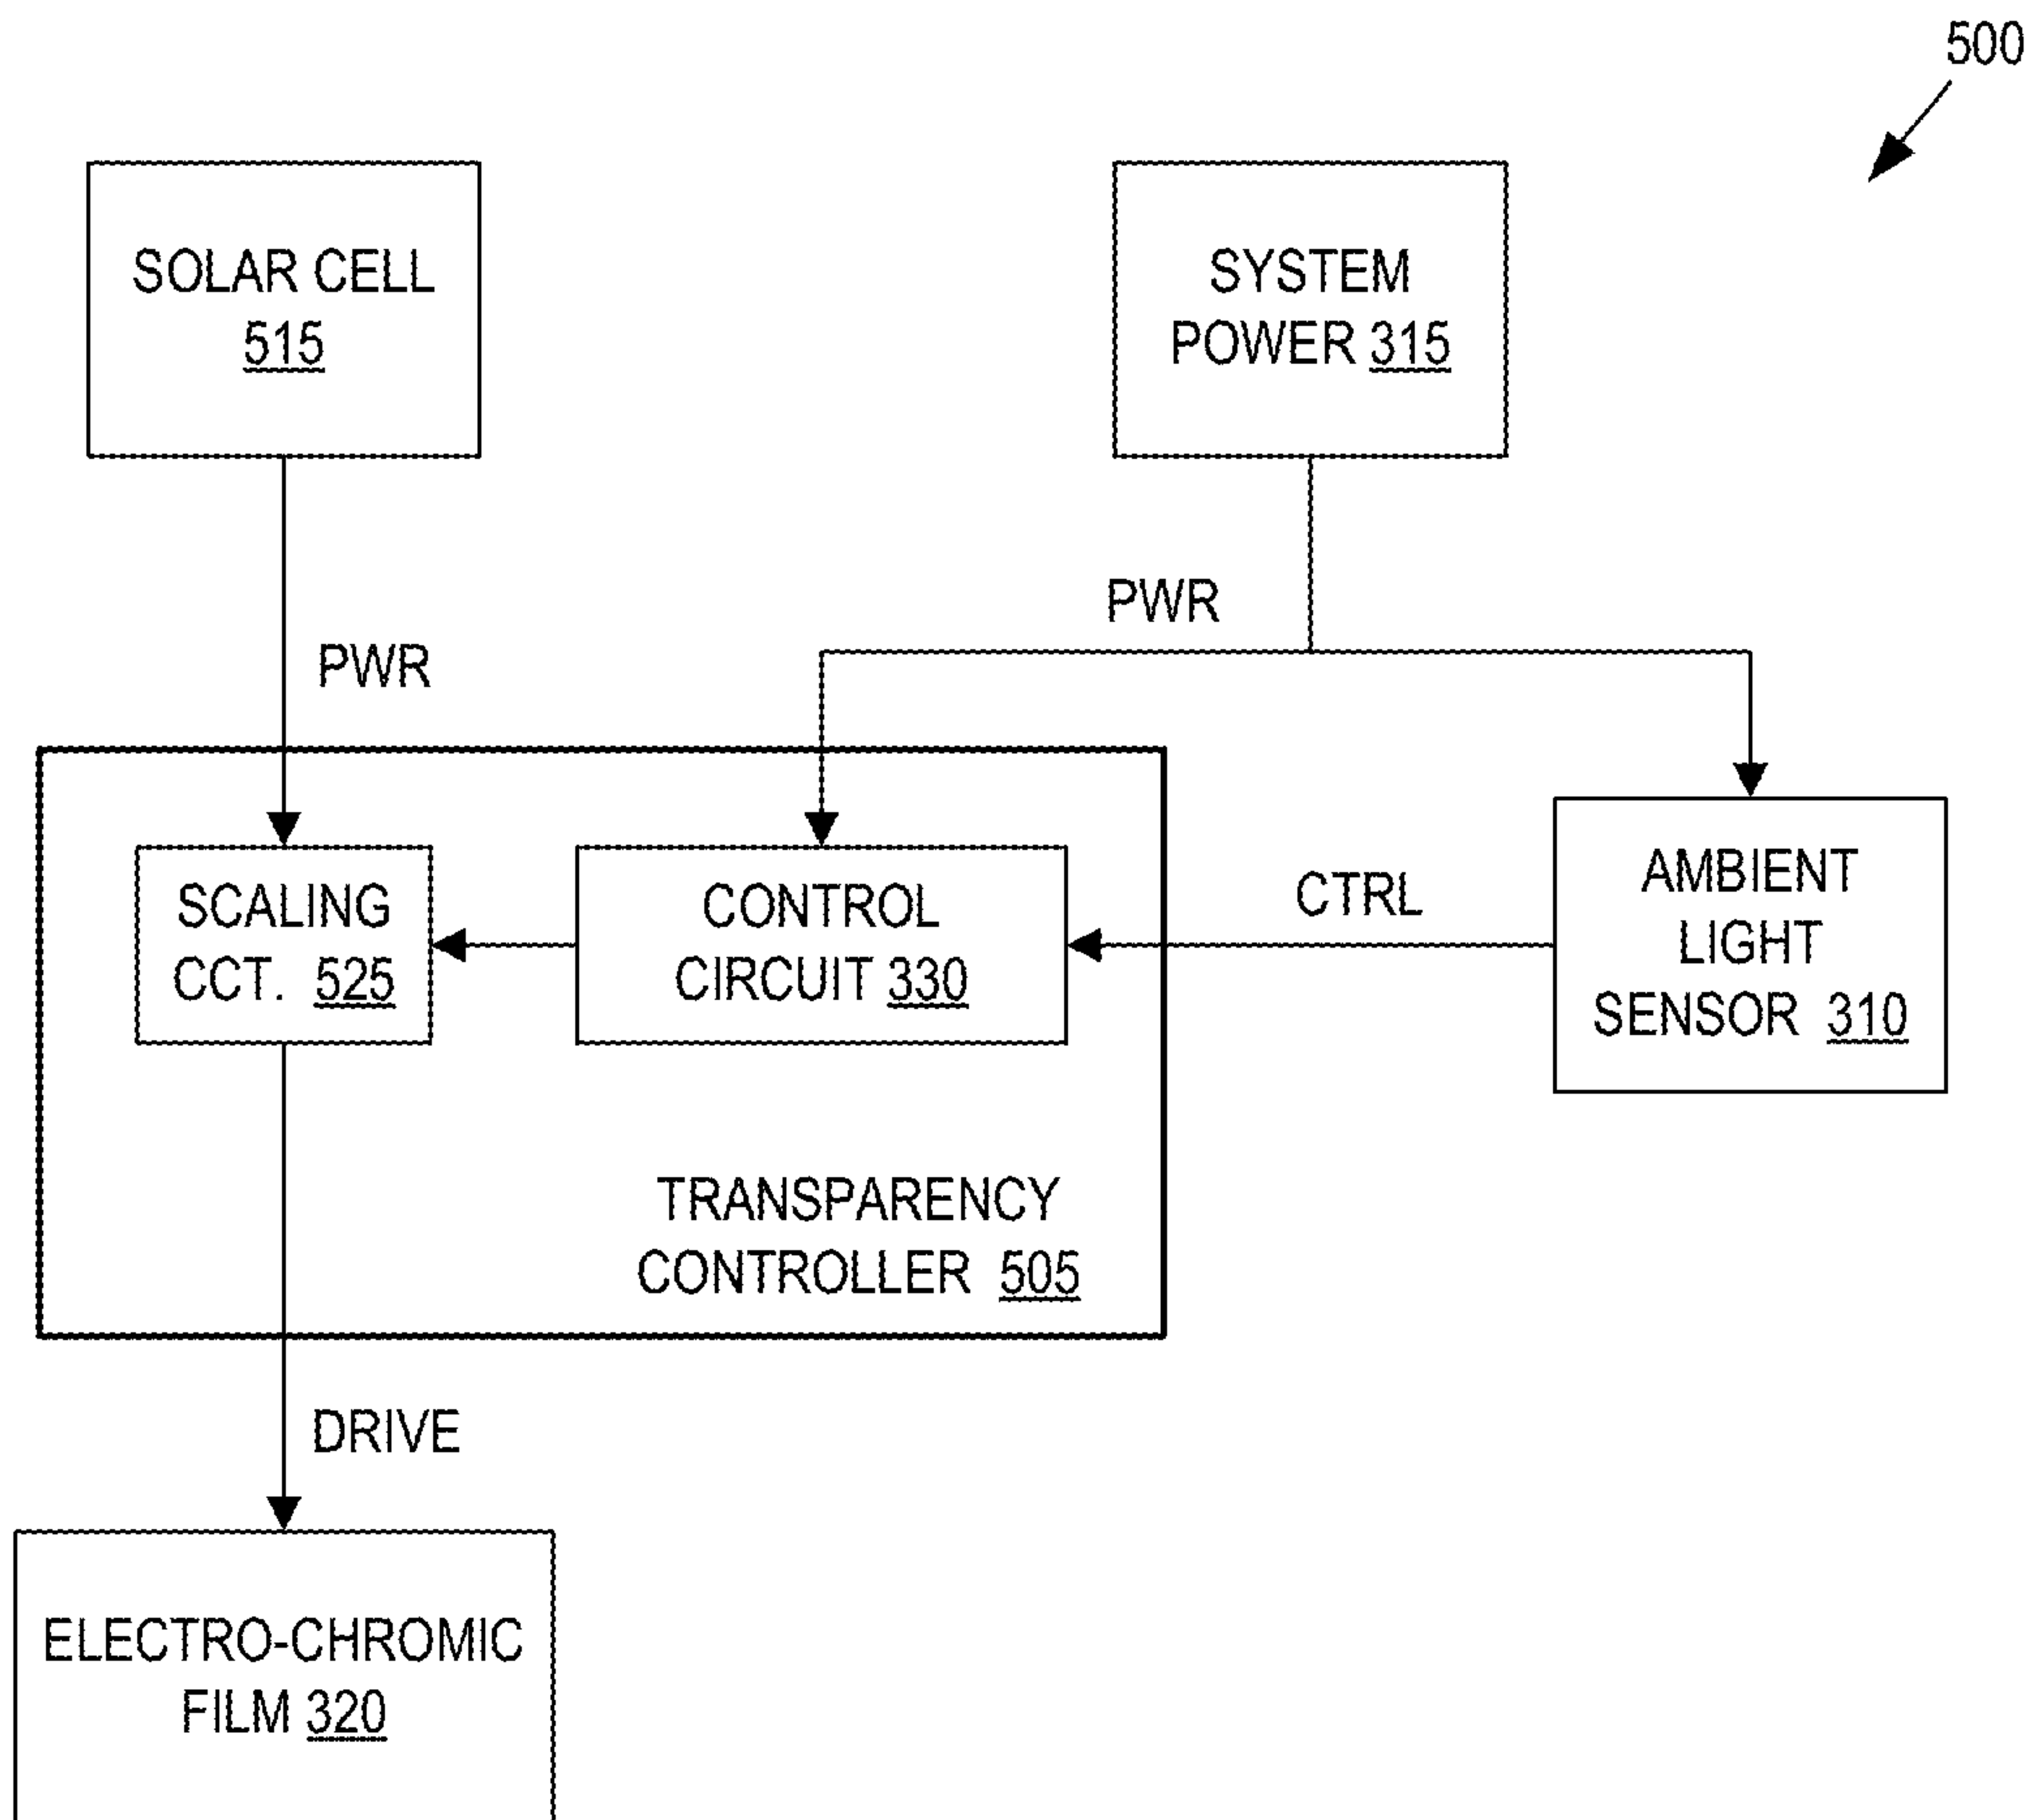 500
SOLAR CELL
515
SYSTEM
POWER 315
PWR
PWR
SCALING
CCT. 525
CONTROL
CIRCUIT 330
CTRL
AMBIENT
LIGHT
SENSOR 310
TRANSPARENCY
CONTROLLER 505
DRIVE
ELECTRO-CHROMIC
FILM 320